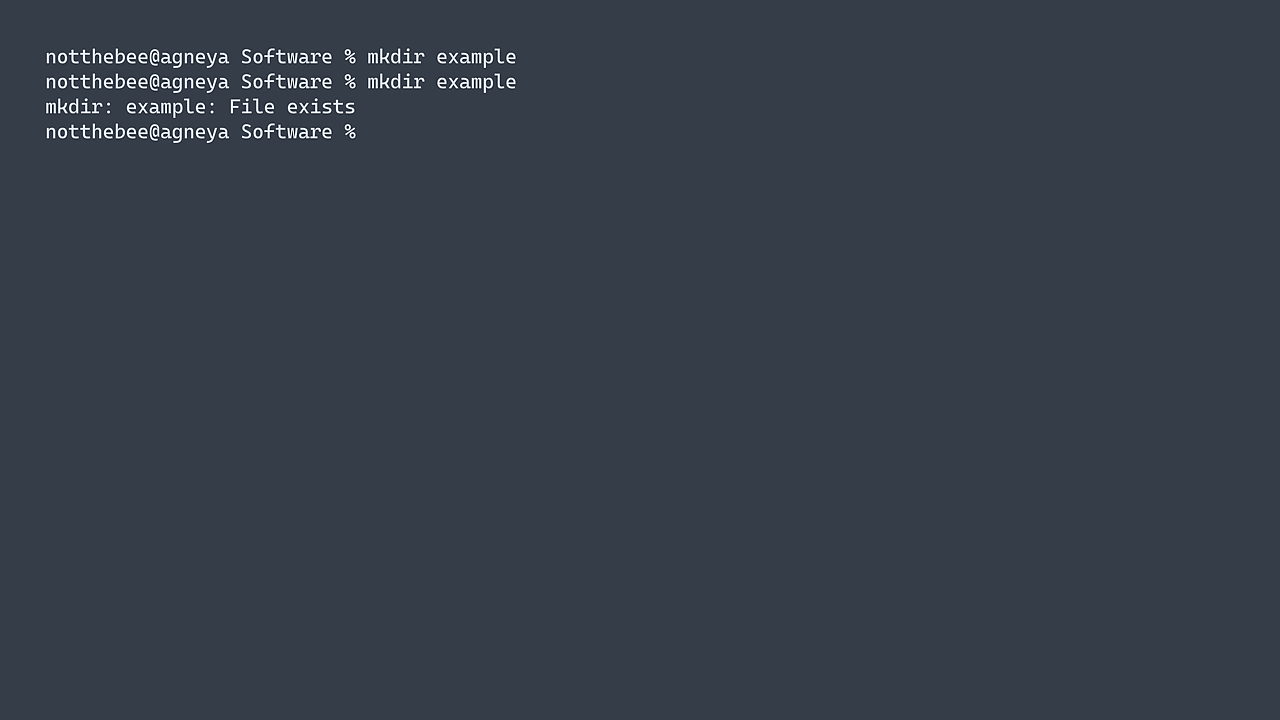 notthebee@agneya Software % mkdir example
notthebee@agneya Software % mkdir example
mkdir: example: File exists
notthebee@agneya Software %